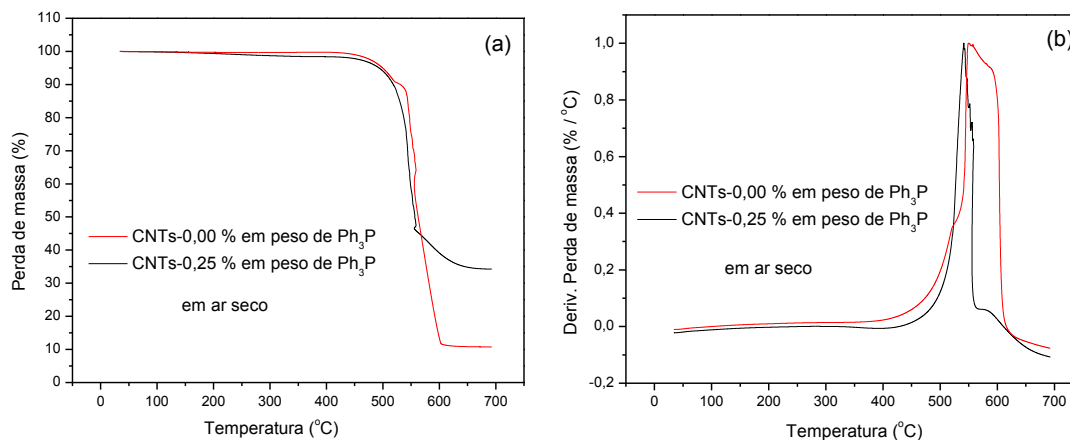 110
100
90
80
70
60
50
40
30
20
10
0
Perda de massa (%)
(a)
CNTs-0,00 % em peso de Ph₃P
CNTs-0,25 % em peso de Ph₃P
em ar seco
0 100 200 300 400 500 600 700
Temperatura (°C)
1,0
0,8
0,6
0,4
0,2
0,0
-0,2
Deriv. Perda de massa (% / °C)
(b)
CNTs-0,00 % em peso de Ph₃P
CNTs-0,25 % em peso de Ph₃P
em ar seco
0 100 200 300 400 500 600 700
Temperatura (°C)